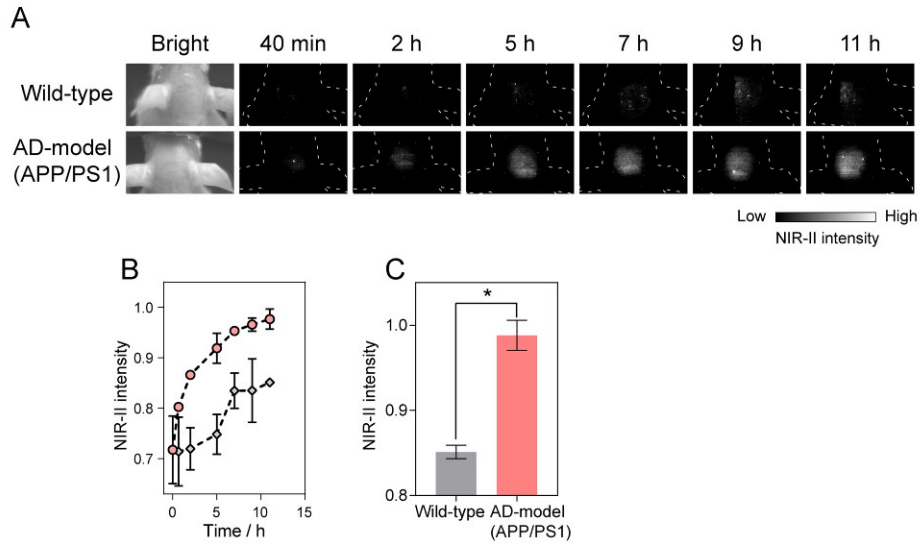 A
Bright 40 min 2 h 5 h 7 h 9 h 11 h
Wild-type
AD-model
(APP/PS1)
Low High
NIR-II intensity
B
NIR-II intensity
1.0
0.9
0.8
0.7
0 5 10 15
Time / h
C
NIR-II intensity
*
1.0
0.9
0.8
Wild-type AD-model
(APP/PS1)